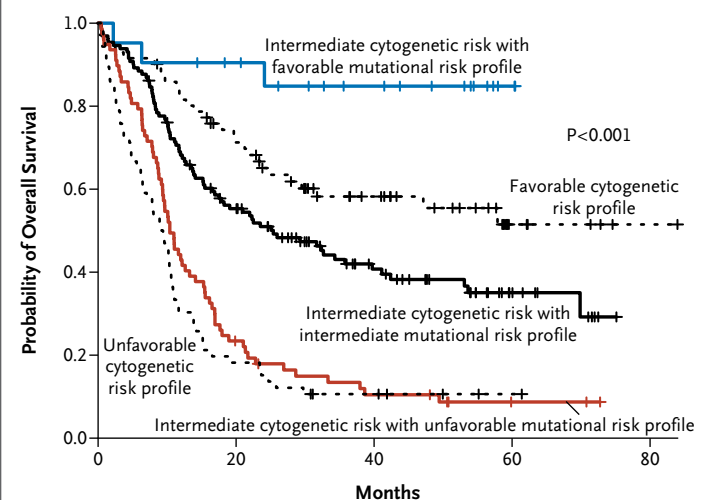 1.0
Intermediate cytogenetic risk with
favorable mutational risk profile
0.8
P<0.001
Probability of Overall Survival
0.6
Favorable cytogenetic
risk profile
0.4
Intermediate cytogenetic risk with
intermediate mutational risk profile
Unfavorable
cytogenetic
risk profile
0.2
Intermediate cytogenetic risk with unfavorable mutational risk profile
0.0
0 20 40 60 80
Months